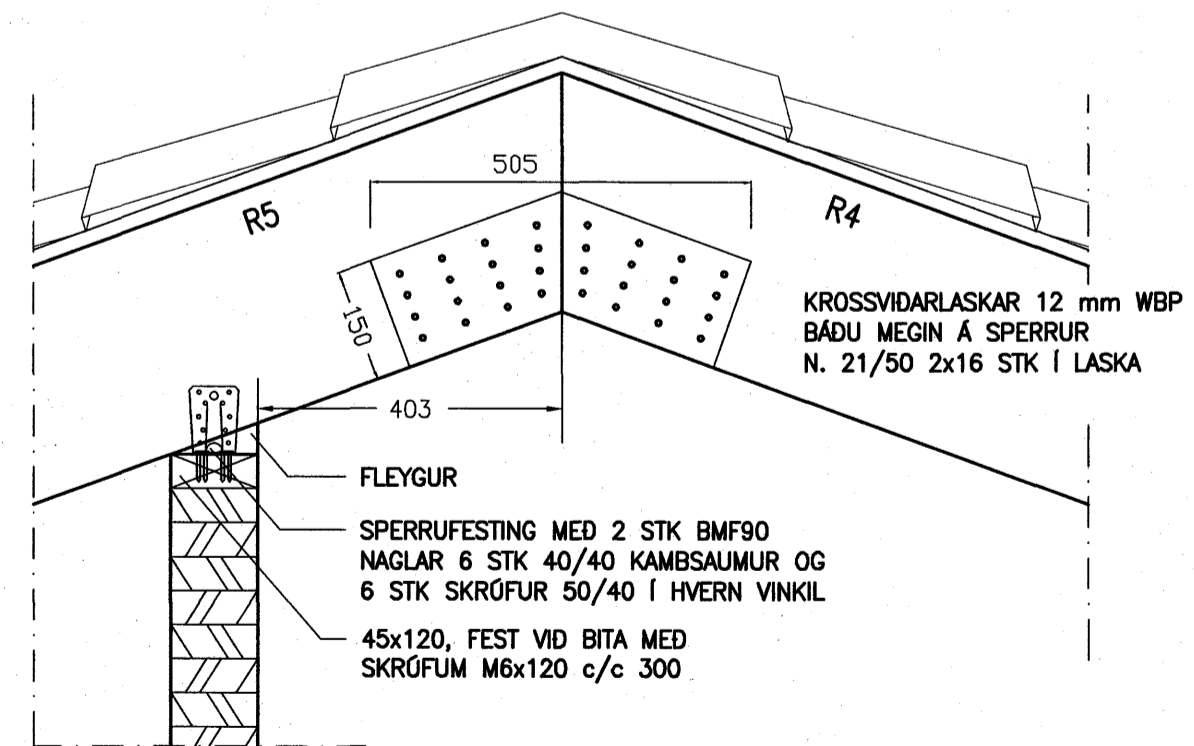 505
R5
R4
150
KROSSVIÐARLASKAR 12 mm WBP
BÁÐU MEGIN Á SPERRUR
N. 21/50 2x16 STK Í LASKA
403
FLEYGUR
SPERRUFESTING MEÐ 2 STK BMF90
NAGLAR 6 STK 40/40 KAMBSAUMUR OG
6 STK SKRÚFUR 50/40 Í HVERN VINKIL
45x120, FEST VIÐ BITA MEÐ
SKRÚFUM M6x120 c/c 300